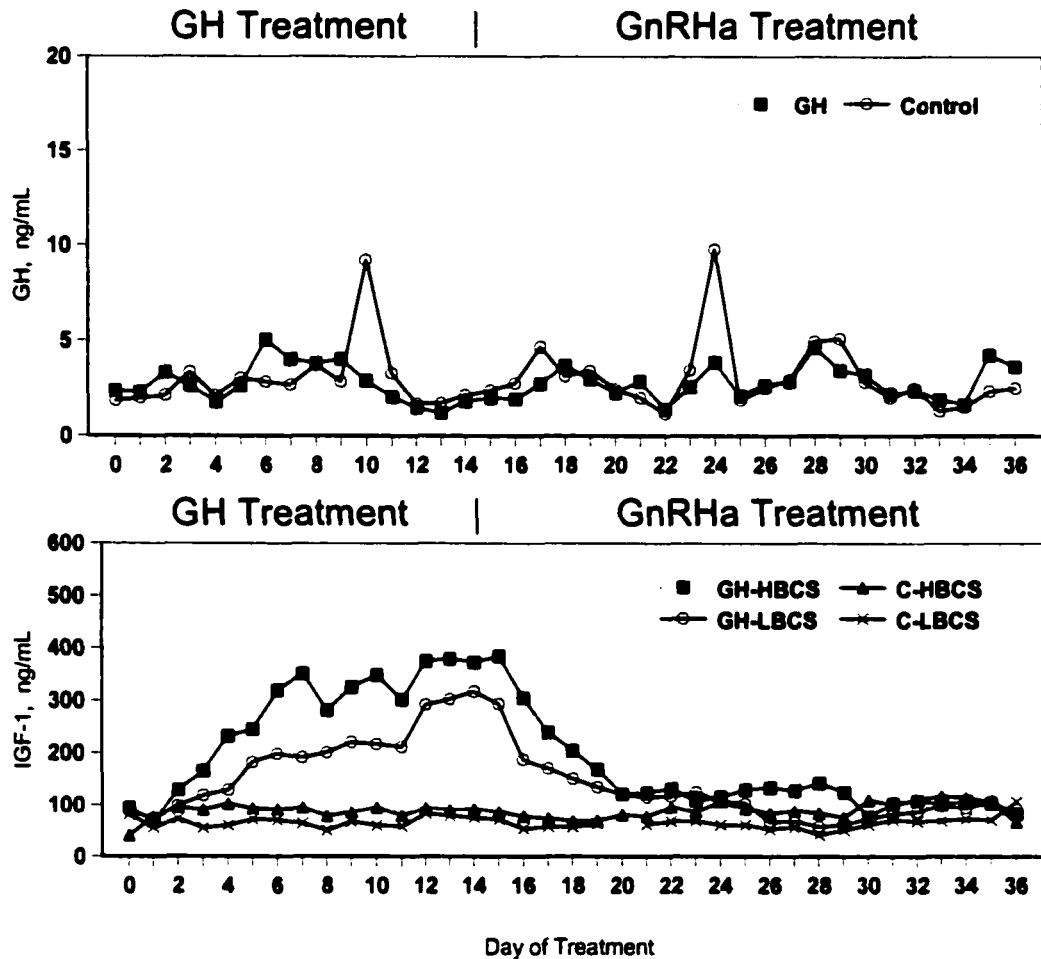 GH Treatment | GnRHa Treatment
20
15
10
5
0
GH, ng/mL
GH Control
0 2 4 6 8 10 12 14 16 18 20 22 24 26 28 30 32 34 36
GH Treatment | GnRHa Treatment
600
500
400
300
200
100
0
IGF-1, ng/mL
GH-HBCS C-HBCS
GH-LBCS C-LBCS
0 2 4 6 8 10 12 14 16 18 20 22 24 26 28 30 32 34 36
Day of Treatment